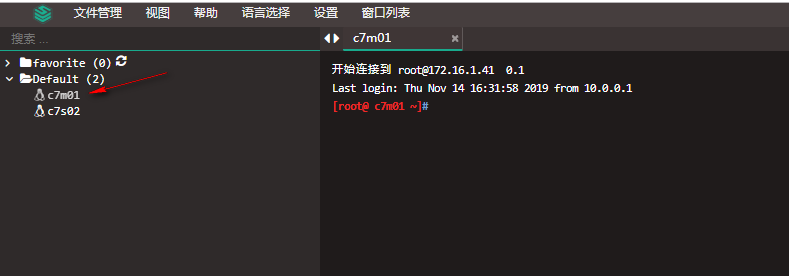 文件管理 视图 帮助 语言选择 设置 窗口列表
搜索 ...
favorite (0)
Default (2)
c7m01
c7s02
c7m01
开始连接到 root@172.16.1.41 0.1
Last login: Thu Nov 14 16:31:58 2019 from 10.0.0.1
[root@ c7m01 ~]#